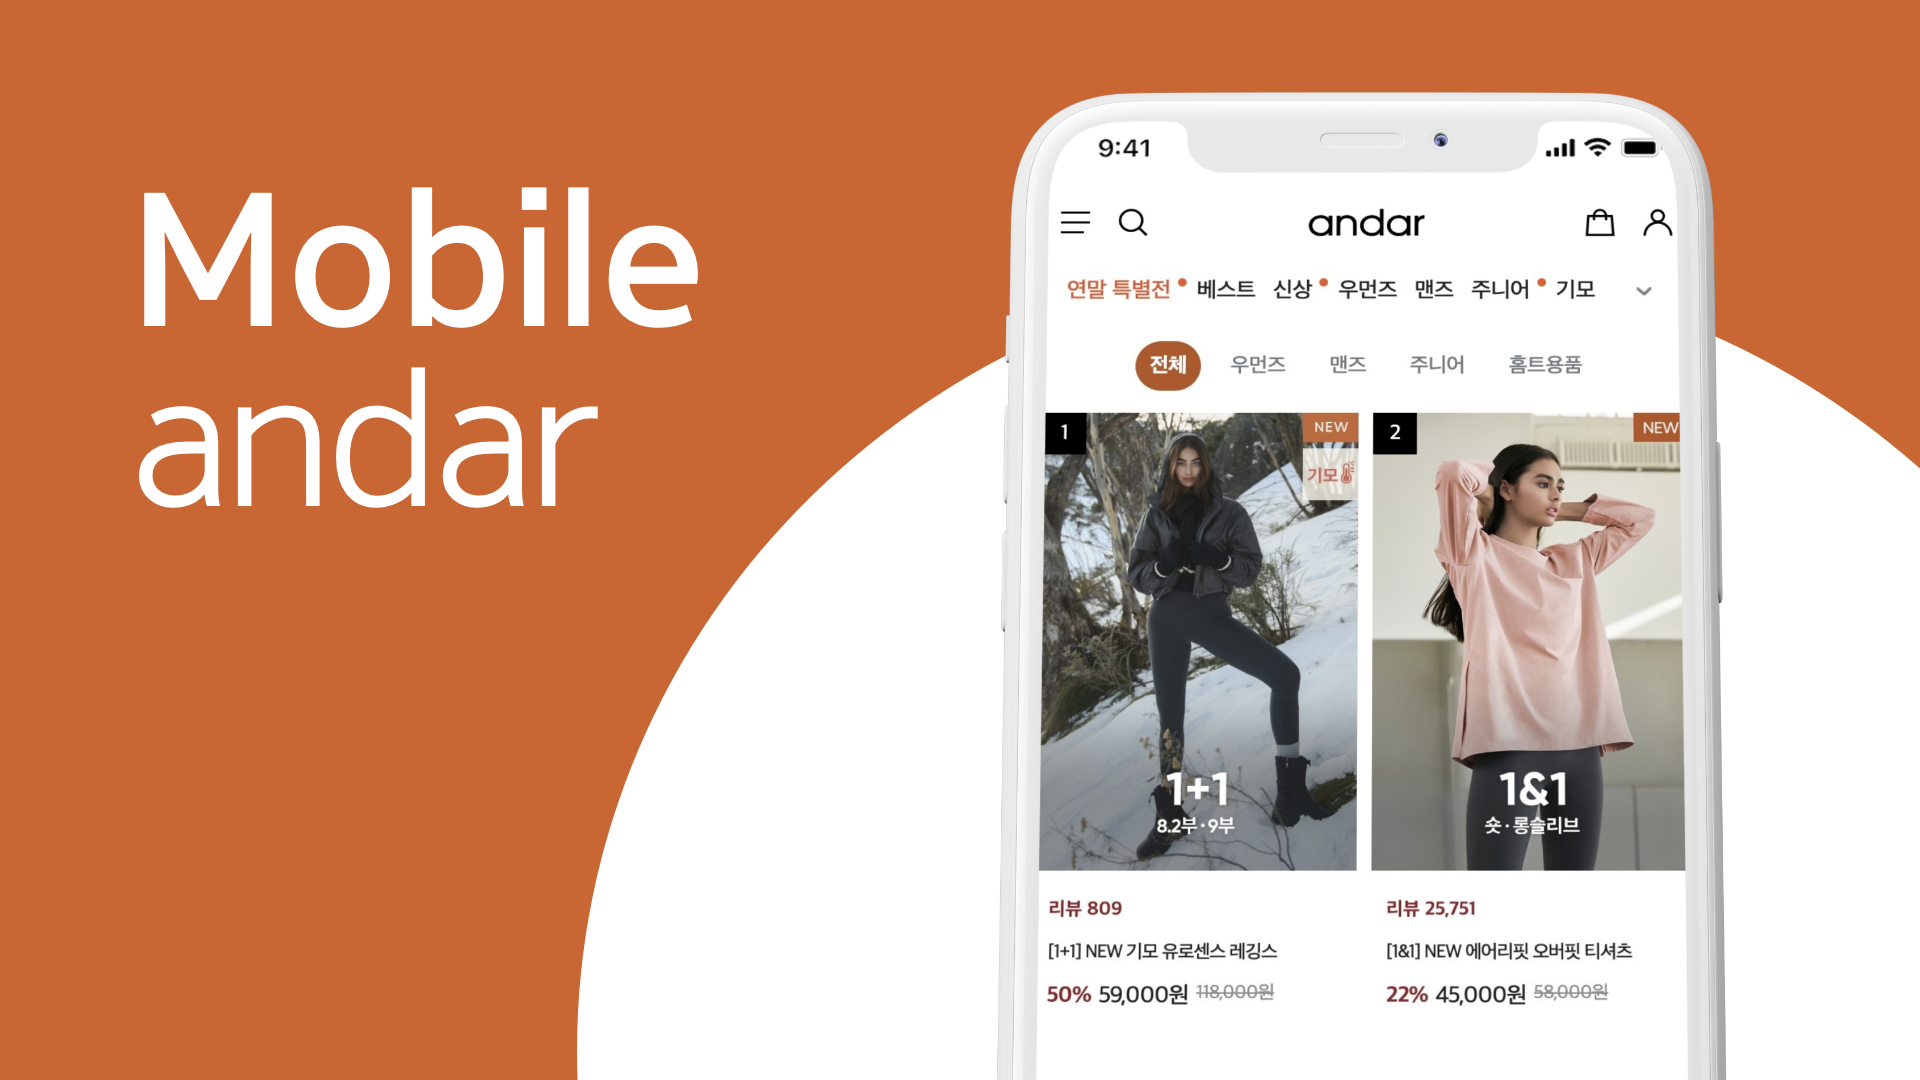 Mobile
andar
9:41
andar
연말 특별전 베스트 신상 우먼즈 맨즈 주니어 기모
전체 우먼즈 맨즈 주니어 홈트용품
1
NEW
기모
1+1
8.2부·9부
리뷰 809
[1+1] NEW 기모 유로센스 레깅스
50% 59,000원 118,000원
2
NEW
1&1
숏·롱슬리브
리뷰 25,751
[1&1] NEW 에어리핏 오버핏 티셔츠
22% 45,000원 58,000원